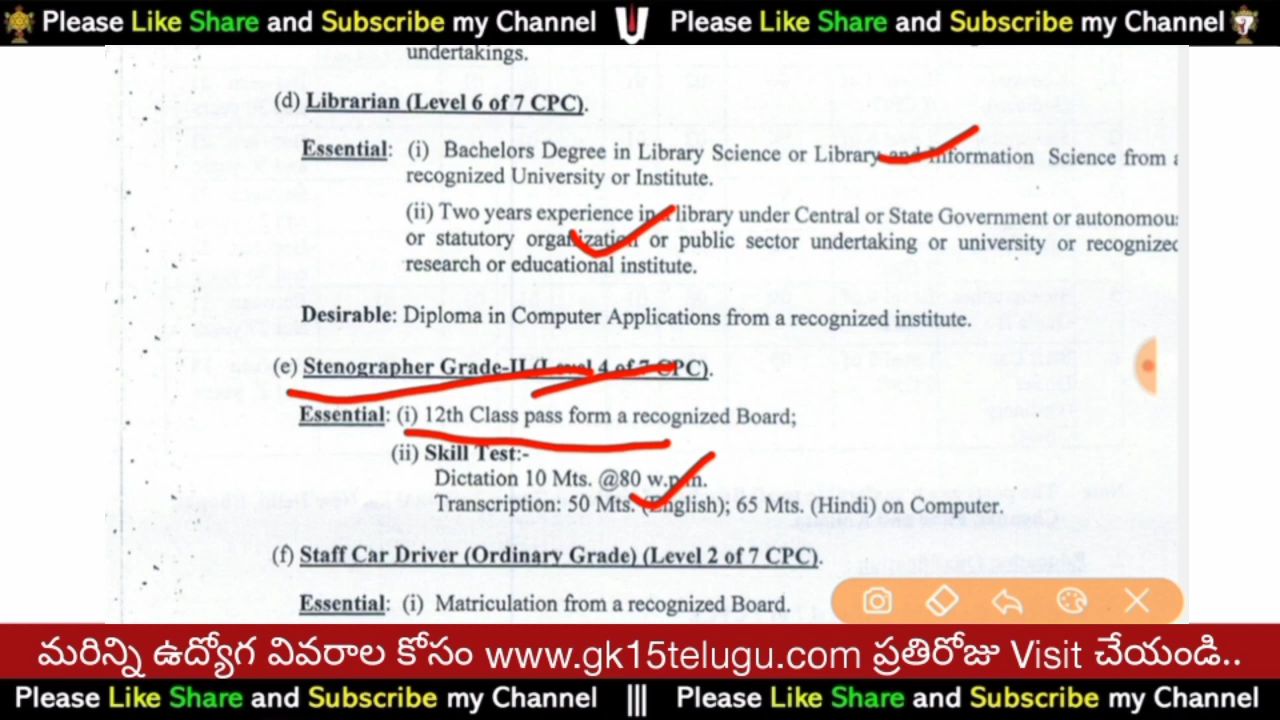 Please Like Share and Subscribe my Channel Please Like Share and Subscribe my Channel
undertakings.
(d) Librarian (Level 6 of 7 CPC).
Essential: (i) Bachelors Degree in Library Science or Library and Information Science from a
recognized University or Institute.
(ii) Two years experience in a library under Central or State Government or autonomous
or statutory organization or public sector undertaking or university or recognized
research or educational institute.
Desirable: Diploma in Computer Applications from a recognized institute.
(e) Stenographer Grade-II (Level 4 of 7 CPC).
Essential: (i) 12th Class pass form a recognized Board;
(ii) Skill Test:-
Dictation 10 Mts. @80 w.p.m.
Transcription: 50 Mts. (English); 65 Mts. (Hindi) on Computer.
(f) Staff Car Driver (Ordinary Grade) (Level 2 of 7 CPC).
Essential: (i) Matriculation from a recognized Board.
మరిన్ని ఉద్యోగ వివరాల కోసం www.gk15telugu.com ప్రతిరోజు Visit చేయండి..
Please Like Share and Subscribe my Channel ||| Please Like Share and Subscribe my Channel